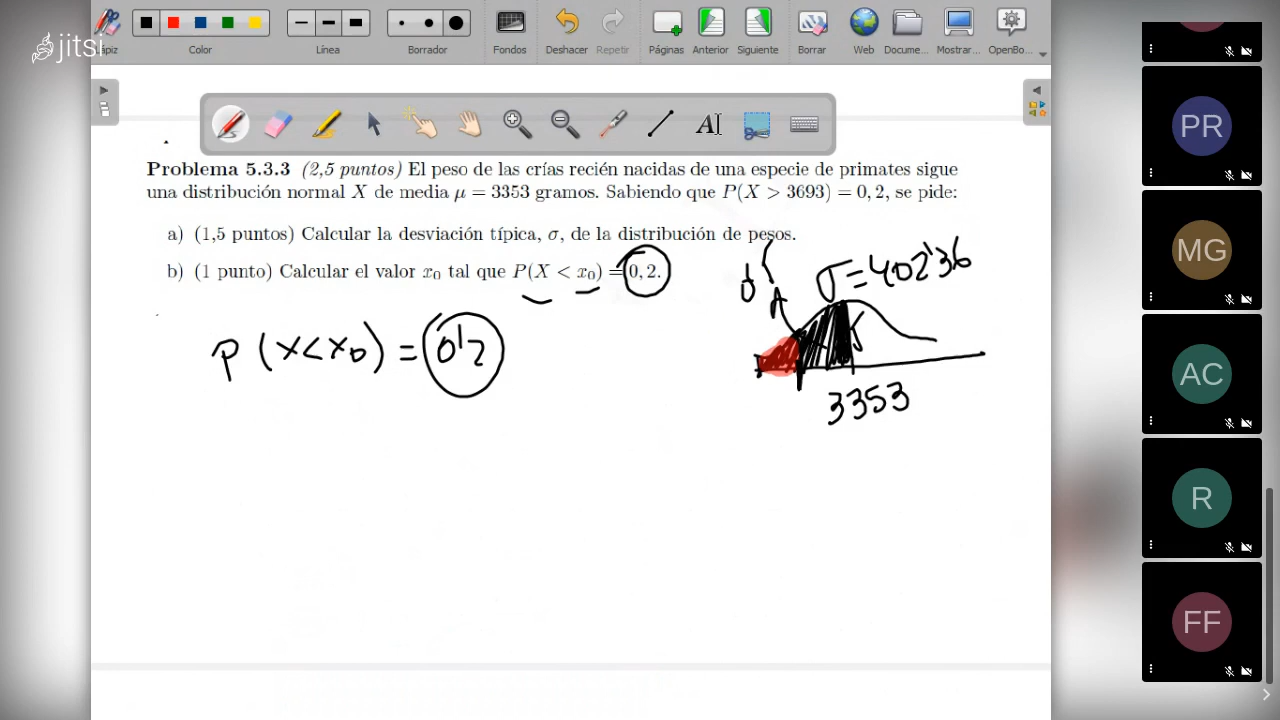 jitsi
Lápiz Color Línea Borrador Fondos Deshacer Repetir Páginas Anterior Siguiente Borrar Web Docume... Mostrar... OpenBo...
Problema 5.3.3 (2,5 puntos) El peso de las crías recién nacidas de una especie de primates sigue
una distribución normal X de media μ = 3353 gramos. Sabiendo que P(X > 3693) = 0, 2, se pide:
a) (1,5 puntos) Calcular la desviación típica, σ, de la distribución de pesos.
b) (1 punto) Calcular el valor x₀ tal que P(X < x₀) = 0, 2.
σ = 402'36
P (X < x₀) = 0'2
3353
PR
MG
AC
R
FF